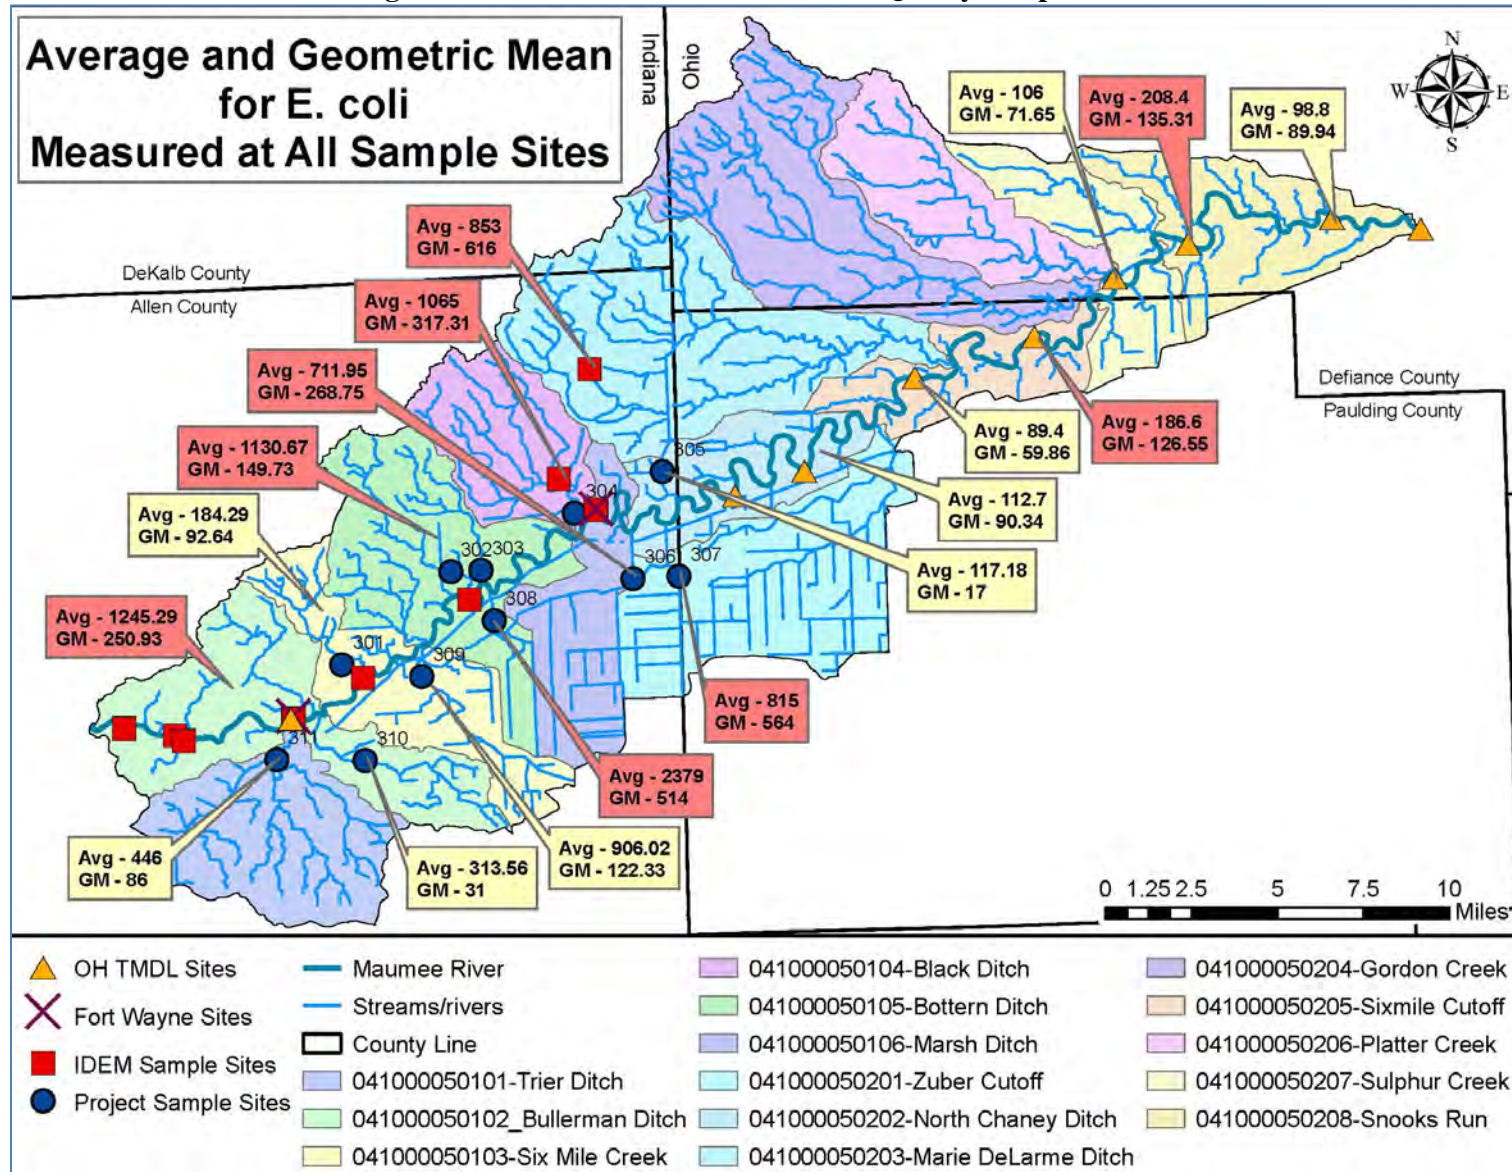 Average and Geometric Mean
for E. coli
Measured at All Sample Sites
Indiana
Ohio
N
W
E
S
Avg - 106
GM - 71.65
Avg - 208.4
GM - 135.31
Avg - 98.8
GM - 89.94
Avg - 853
GM - 616
DeKalb County
Allen County
Avg - 1065
GM - 317.31
Avg - 711.95
GM - 268.75
Defiance County
Paulding County
Avg - 1130.67
GM - 149.73
Avg - 89.4
GM - 59.86
Avg - 186.6
GM - 126.55
305
304
Avg - 184.29
GM - 92.64
Avg - 112.7
GM - 90.34
302
303
306
307
Avg - 117.18
GM - 17
308
Avg - 1245.29
GM - 250.93
301
309
Avg - 815
GM - 564
31
310
Avg - 2379
GM - 514
Avg - 446
GM - 86
Avg - 313.56
GM - 31
Avg - 906.02
GM - 122.33
0 1.25 2.5 5 7.5 10
Miles
OH TMDL Sites
Fort Wayne Sites
IDEM Sample Sites
Project Sample Sites
Maumee River
Streams/rivers
County Line
041000050101-Trier Ditch
041000050102_Bullerman Ditch
041000050103-Six Mile Creek
041000050104-Black Ditch
041000050105-Bottern Ditch
041000050106-Marsh Ditch
041000050201-Zuber Cutoff
041000050202-North Chaney Ditch
041000050203-Marie DeLarme Ditch
041000050204-Gordon Creek
041000050205-Sixmile Cutoff
041000050206-Platter Creek
041000050207-Sulphur Creek
041000050208-Snooks Run